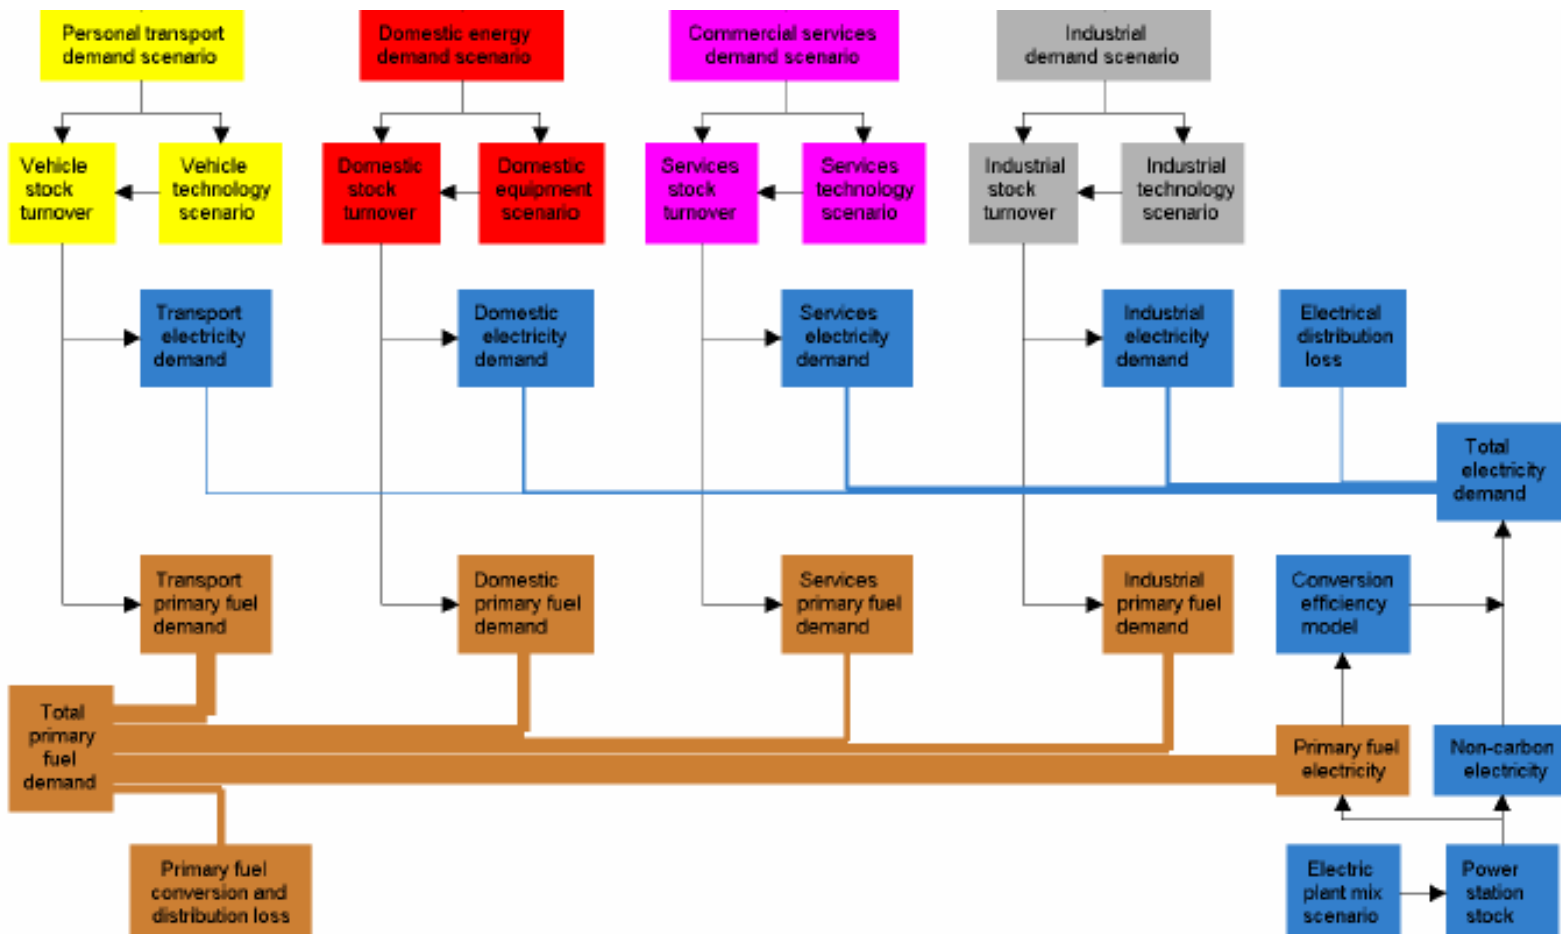 Personal transport
demand scenario
Domestic energy
demand scenario
Commercial services
demand scenario
Industrial
demand scenario
Vehicle
stock
turnover
Vehicle
technology
scenario
Domestic
stock
turnover
Domestic
equipment
scenario
Services
stock
turnover
Services
technology
scenario
Industrial
stock
turnover
Industrial
technology
scenario
Transport
electricity
demand
Domestic
electricity
demand
Services
electricity
demand
Industrial
electricity
demand
Electrical
distribution
loss
Total
electricity
demand
Transport
primary fuel
demand
Domestic
primary fuel
demand
Services
primary fuel
demand
Industrial
primary fuel
demand
Conversion
efficiency
model
Total
primary
fuel
demand
Primary fuel
electricity
Non-carbon
electricity
Primary fuel
conversion and
distribution loss
Electric
plant mix
scenario
Power
station
stock